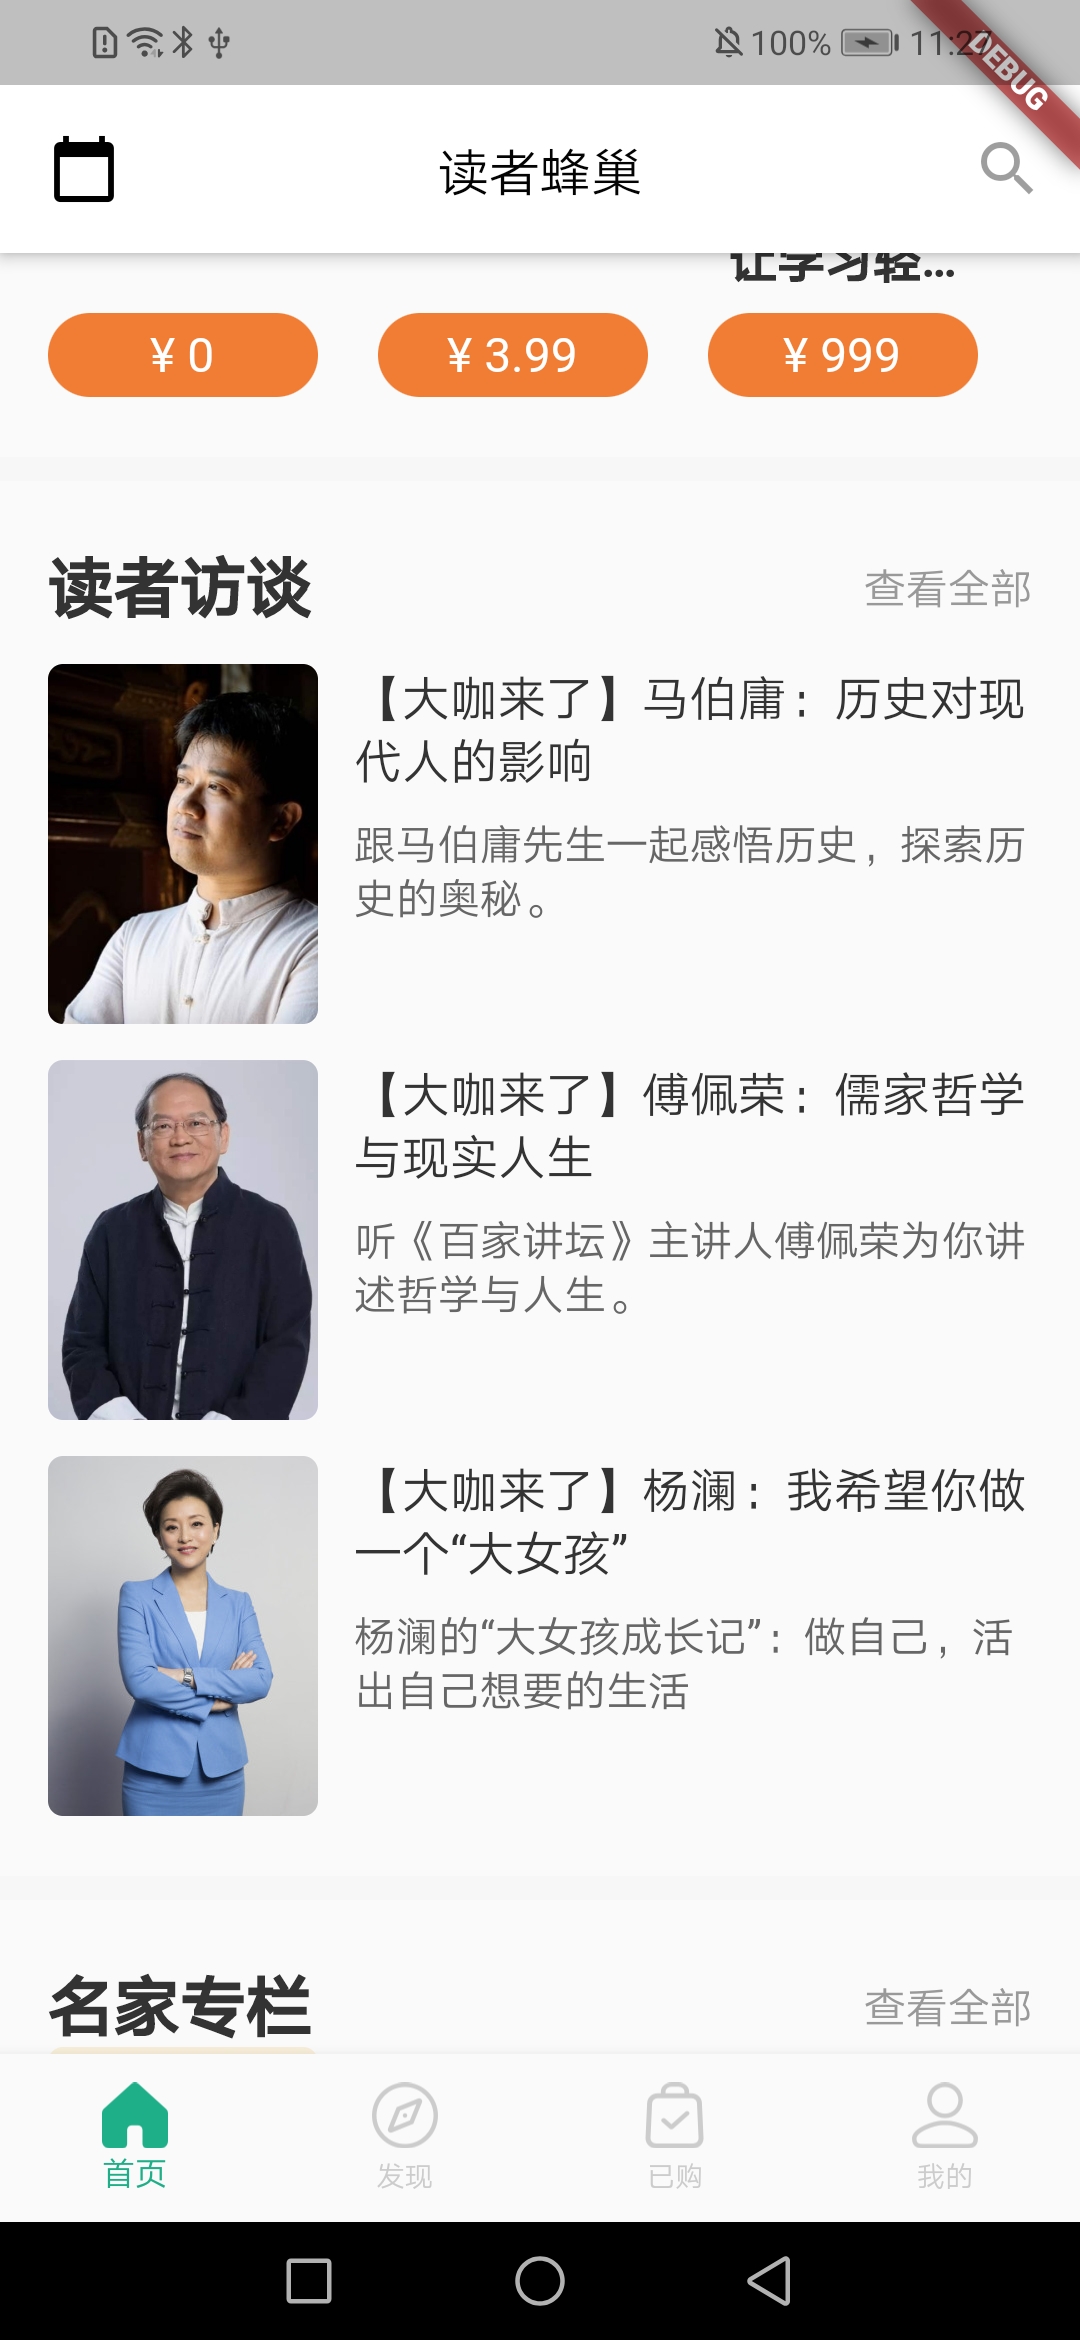 100% 11:27
DEBUG
读者蜂巢
让学习轻...
¥ 0
¥ 3.99
¥ 999
读者访谈
查看全部
【大咖来了】马伯庸：历史对现
代人的影响
跟马伯庸先生一起感悟历史，探索历
史的奥秘。
【大咖来了】傅佩荣：儒家哲学
与现实人生
听《百家讲坛》主讲人傅佩荣为你讲
述哲学与人生。
【大咖来了】杨澜：我希望你做
一个“大女孩”
杨澜的“大女孩成长记”：做自己，活
出自己想要的生活
名家专栏
查看全部
首页
发现
已购
我的